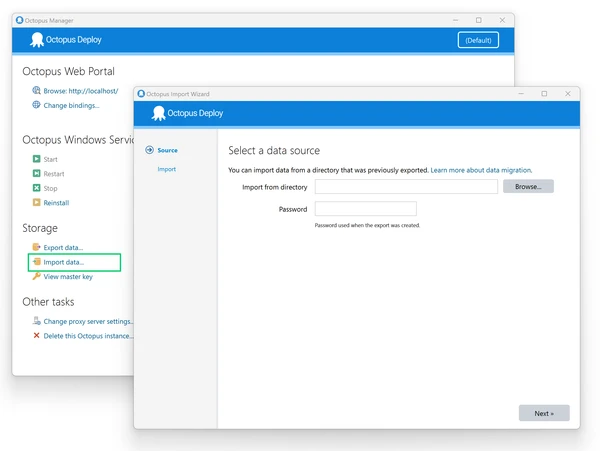 Octopus Manager
Octopus Deploy
(Default)
Octopus Web Portal
Browse: http://localhost/
Change bindings...
Octopus Windows Servic
Start
Restart
Stop
Reinstall
Storage
Export data...
Import data...
View master key
Other tasks
Change proxy server settings...
Delete this Octopus instance...
Octopus Import Wizard
Octopus Deploy
Source
Import
Select a data source
You can import data from a directory that was previously exported. Learn more about data migration.
Import from directory
Browse...
Password
Password used when the export was created.
Next »